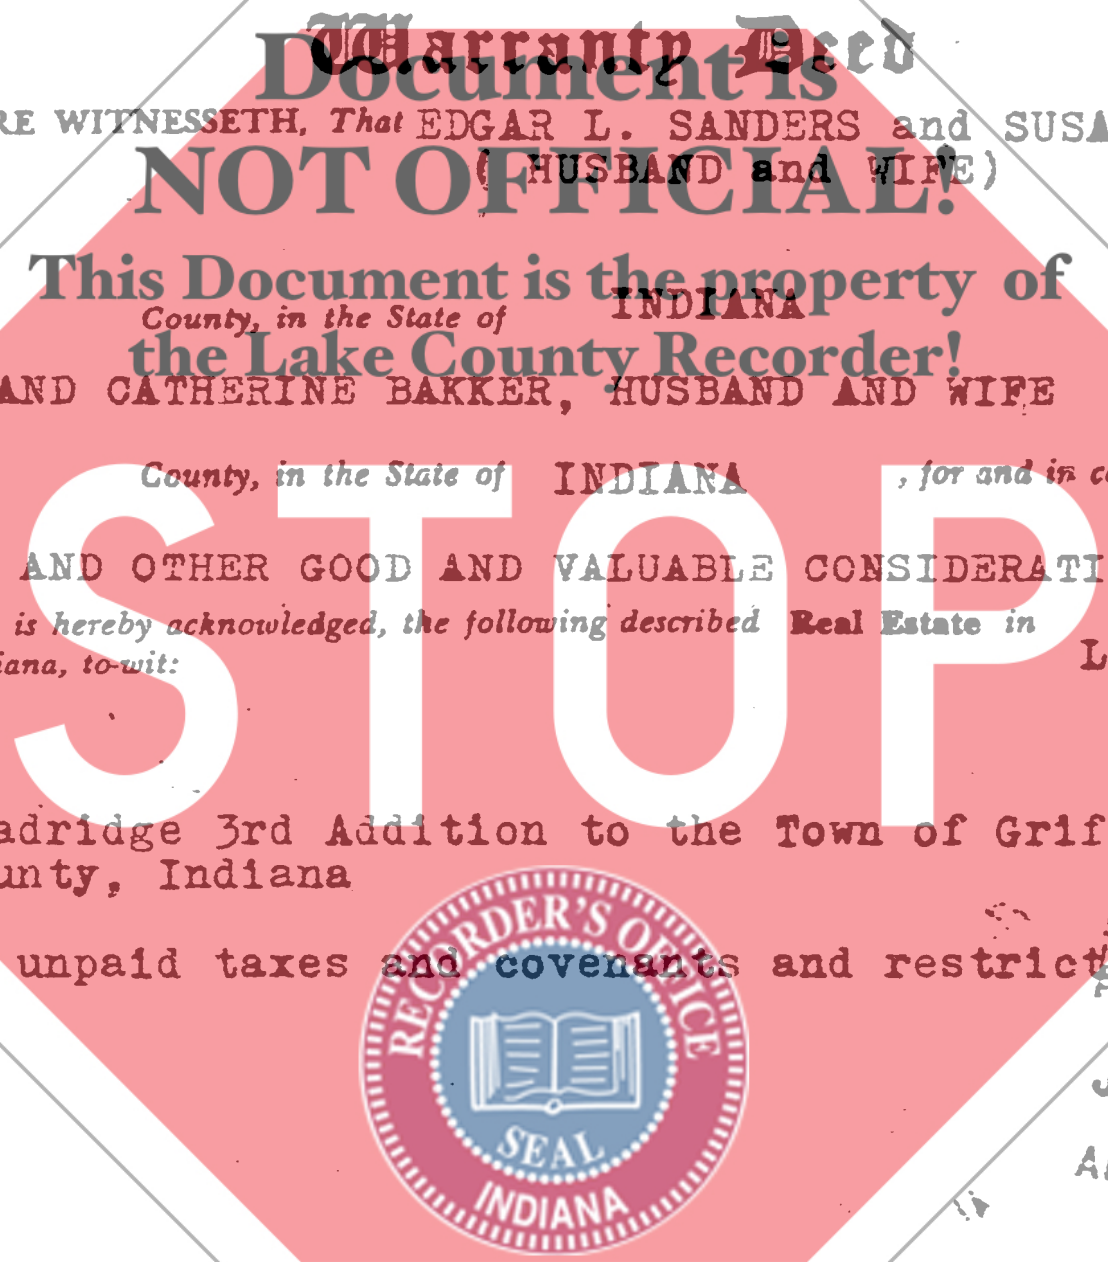 Warranty Deed
Document is
RE WITNESSETH, That EDGAR L. SANDERS and SUSA
( HUSBAND and WIFE)
NOT OFFICIAL!
This Document is the property of
County, in the State of INDIANA
the Lake County Recorder!
AND CATHERINE BAKKER, HUSBAND AND WIFE
County, in the State of INDIANA , for and in co
STOP
AND OTHER GOOD AND VALUABLE CONSIDERATI
is hereby acknowledged, the following described Real Estate in
iana, to-wit: L
adridge 3rd Addition to the Town of Grif
unty, Indiana
unpaid taxes and covenants and restrict
RECORDER'S OFFICE
SEAL
INDIANA